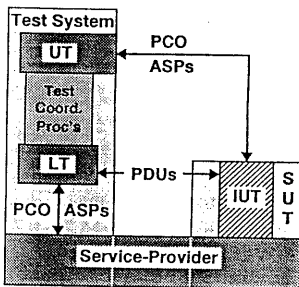 Test System
UT
PCO
ASPs
Test
Coord.
Proc's
LT
PDUs
IUT
S
U
T
PCO ASPs
Service-Provider